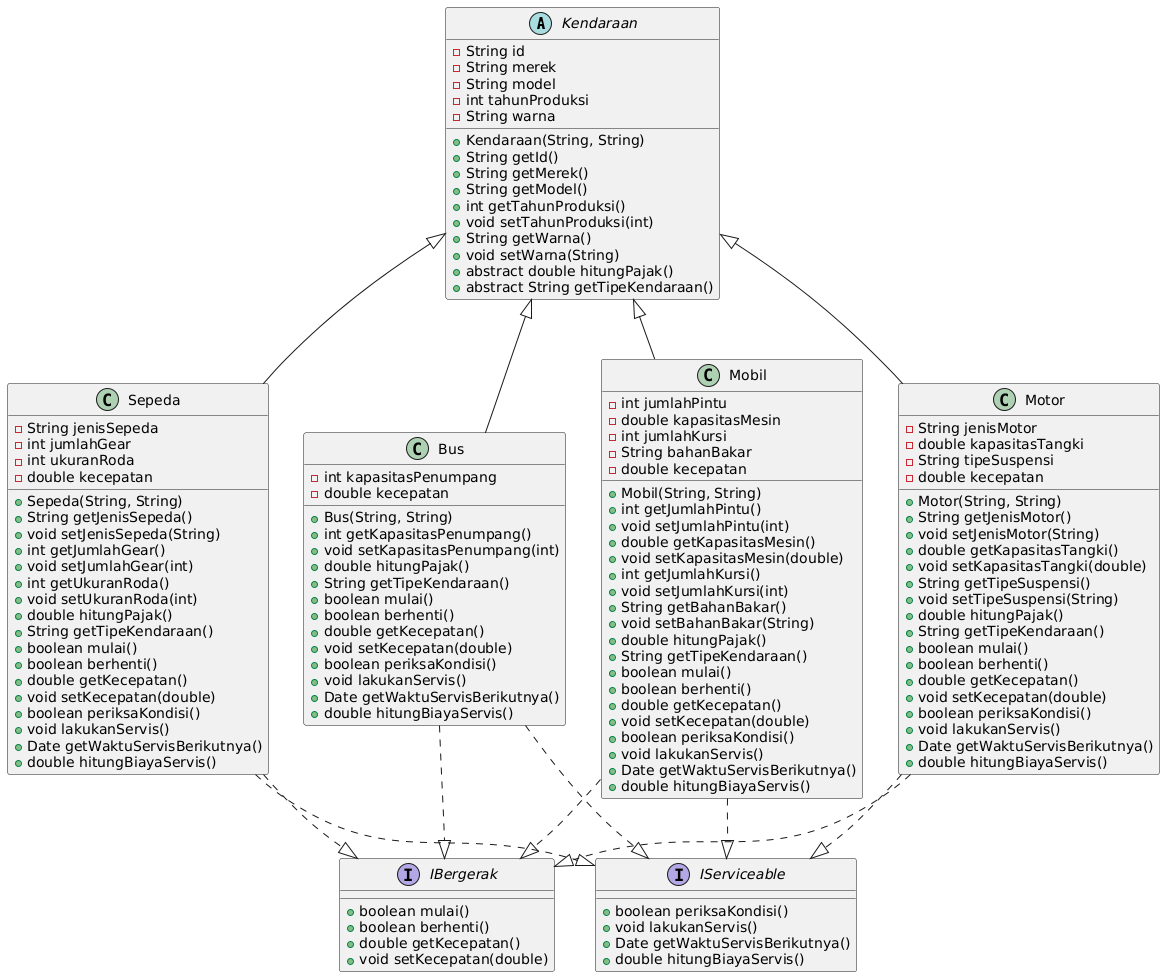 A Kendaraan
String id
String merek
String model
int tahunProduksi
String warna
Kendaraan(String, String)
String getId()
String getMerek()
String getModel()
int getTahunProduksi()
void setTahunProduksi(int)
String getWarna()
void setWarna(String)
abstract double hitungPajak()
abstract String getTipeKendaraan()
C Sepeda
String jenisSepeda
int jumlahGear
int ukuranRoda
double kecepatan
Sepeda(String, String)
String getJenisSepeda()
void setJenisSepeda(String)
int getJumlahGear()
void setJumlahGear(int)
int getUkuranRoda()
void setUkuranRoda(int)
double hitungPajak()
String getTipeKendaraan()
boolean mulai()
boolean berhenti()
double getKecepatan()
void setKecepatan(double)
boolean periksaKondisi()
void lakukanServis()
Date getWaktuServisBerikutnya()
double hitungBiayaServis()
C Bus
int kapasitasPenumpang
double kecepatan
Bus(String, String)
int getKapasitasPenumpang()
void setKapasitasPenumpang(int)
double hitungPajak()
String getTipeKendaraan()
boolean mulai()
boolean berhenti()
double getKecepatan()
void setKecepatan(double)
boolean periksaKondisi()
void lakukanServis()
Date getWaktuServisBerikutnya()
double hitungBiayaServis()
C Mobil
int jumlahPintu
double kapasitasMesin
int jumlahKursi
String bahanBakar
double kecepatan
Mobil(String, String)
int getJumlahPintu()
void setJumlahPintu(int)
double getKapasitasMesin()
void setKapasitasMesin(double)
int getJumlahKursi()
void setJumlahKursi(int)
String getBahanBakar()
void setBahanBakar(String)
double hitungPajak()
String getTipeKendaraan()
boolean mulai()
boolean berhenti()
double getKecepatan()
void setKecepatan(double)
boolean periksaKondisi()
void lakukanServis()
Date getWaktuServisBerikutnya()
double hitungBiayaServis()
C Motor
String jenisMotor
double kapasitasTangki
String tipeSuspensi
double kecepatan
Motor(String, String)
String getJenisMotor()
void setJenisMotor(String)
double getKapasitasTangki()
void setKapasitasTangki(double)
String getTipeSuspensi()
void setTipeSuspensi(String)
double hitungPajak()
String getTipeKendaraan()
boolean mulai()
boolean berhenti()
double getKecepatan()
void setKecepatan(double)
boolean periksaKondisi()
void lakukanServis()
Date getWaktuServisBerikutnya()
double hitungBiayaServis()
I IBergerak
boolean mulai()
boolean berhenti()
double getKecepatan()
void setKecepatan(double)
I IServiceable
boolean periksaKondisi()
void lakukanServis()
Date getWaktuServisBerikutnya()
double hitungBiayaServis()